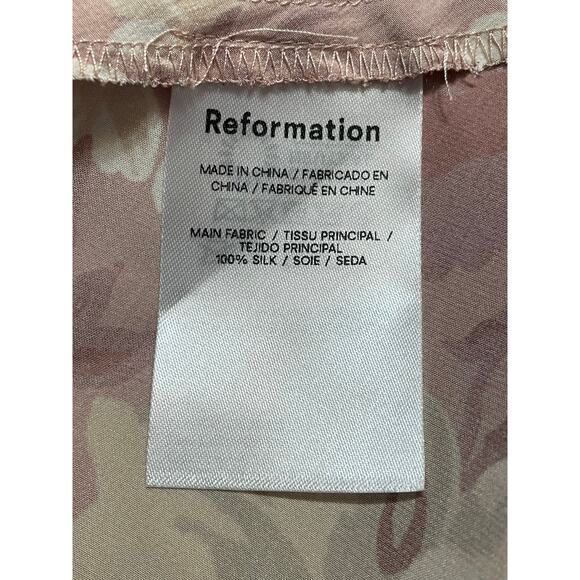 Reformation
MADE IN CHINA / FABRICADO EN
CHINA / FABRIQUÉ EN CHINE
MAIN FABRIC / TISSU PRINCIPAL /
TEJIDO PRINCIPAL
100% SILK / SOIE / SEDA